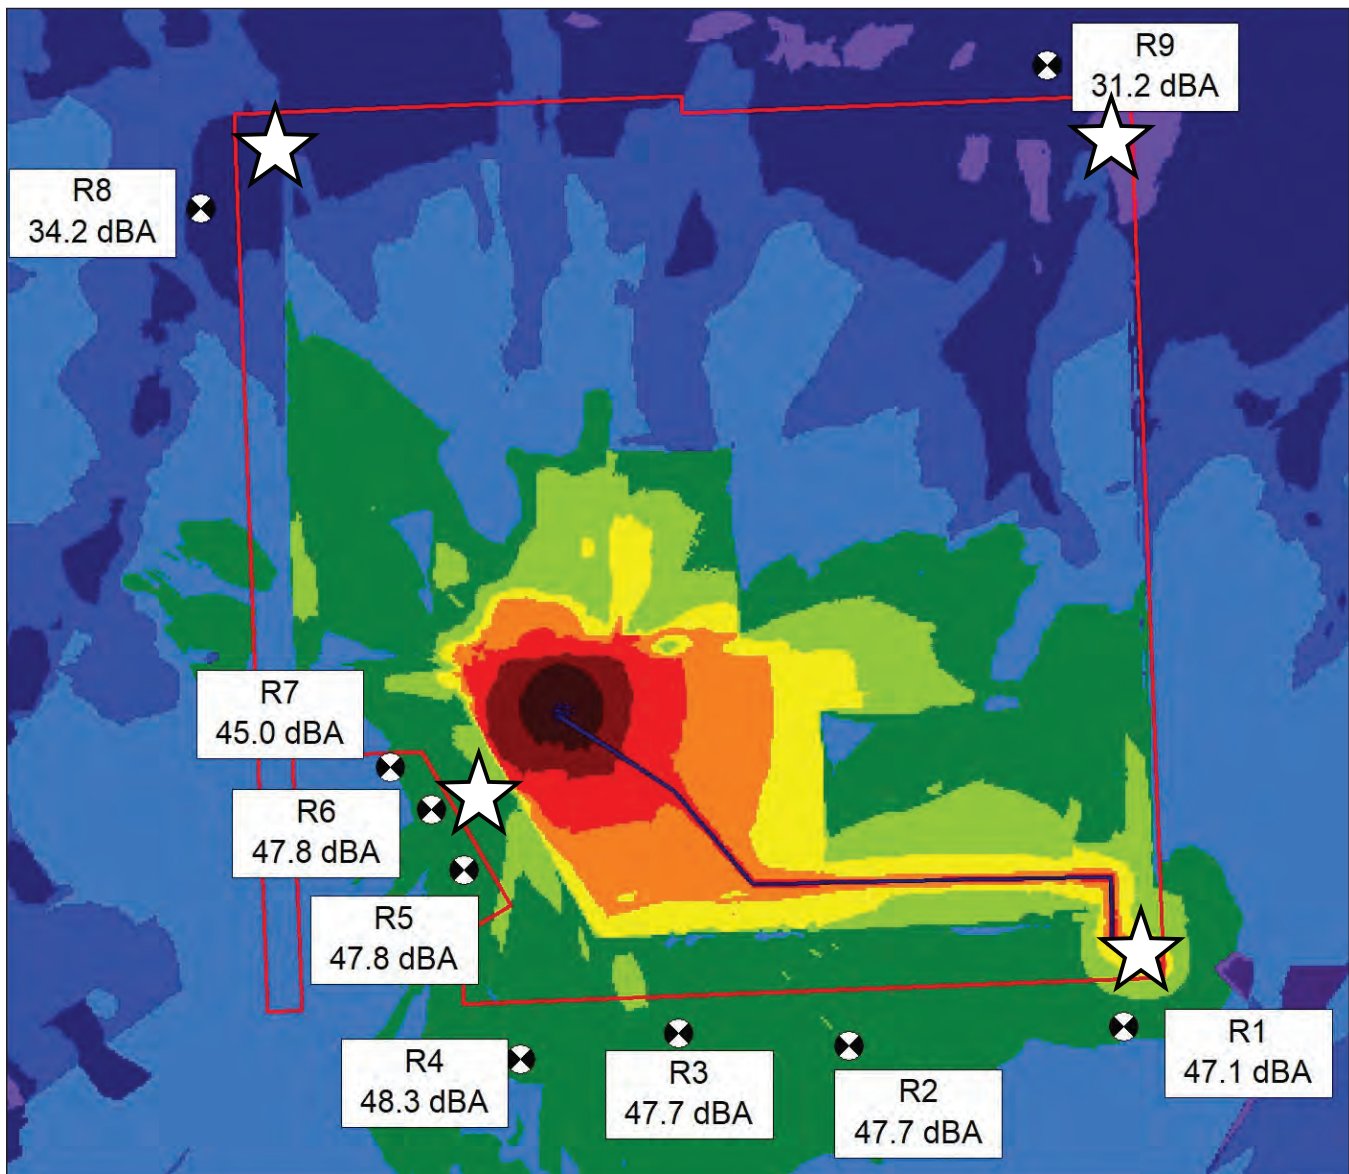 R9
31.2 dBA
R8
34.2 dBA
R7
45.0 dBA
R6
47.8 dBA
R5
47.8 dBA
R4
48.3 dBA
R3
47.7 dBA
R2
47.7 dBA
R1
47.1 dBA